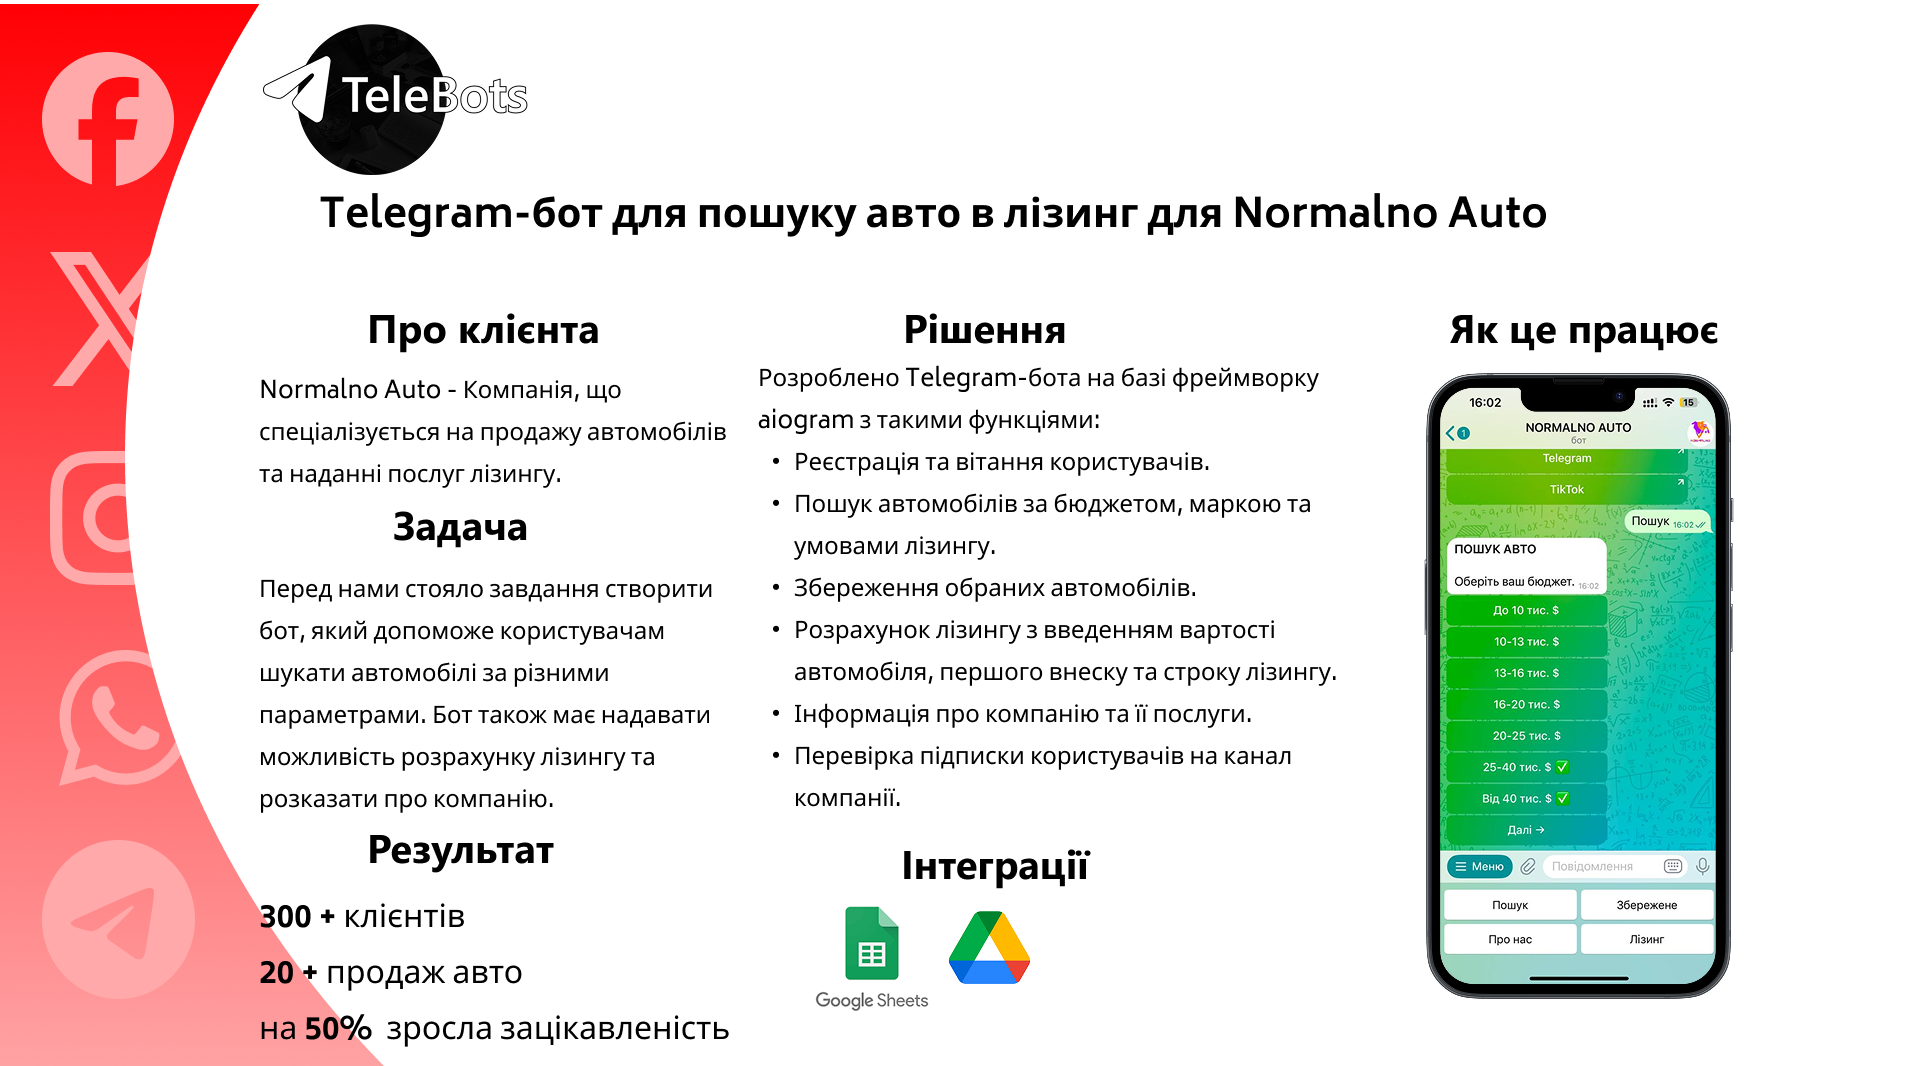 TeleBots
Telegram-бот для пошуку авто в лізинг для Normalno Auto
Про клієнта
Normalno Auto - Компанія, що
спеціалізується на продажу автомобілів
та наданні послуг лізингу.
Задача
Перед нами стояло завдання створити
бот, який допоможе користувачам
шукати автомобілі за різними
параметрами. Бот також має надавати
можливість розрахунку лізингу та
розказати про компанію.
Результат
300 + клієнтів
20 + продаж авто
на 50% зросла зацікавленість
Рішення
Розроблено Telegram-бота на базі фреймворку
aiogram з такими функціями:
• Реєстрація та вітання користувачів.
• Пошук автомобілів за бюджетом, маркою та
умовами лізингу.
• Збереження обраних автомобілів.
• Розрахунок лізингу з введенням вартості
автомобіля, першого внеску та строку лізингу.
• Інформація про компанію та її послуги.
• Перевірка підписки користувачів на канал
компанії.
Інтеграції
Google Sheets
Як це працює
16:02 15
1 NORMALNO AUTO
бот
Telegram
TikTok
Пошук 16:02
ПОШУК АВТО
Оберіть ваш бюджет. 16:02
До 10 тис. $
10-13 тис. $
13-16 тис. $
16-20 тис. $
20-25 тис. $
25-40 тис. $ ✅
Від 40 тис. $ ✅
Далі →
Меню Повідомлення
Пошук Збережене
Про нас Лізинг